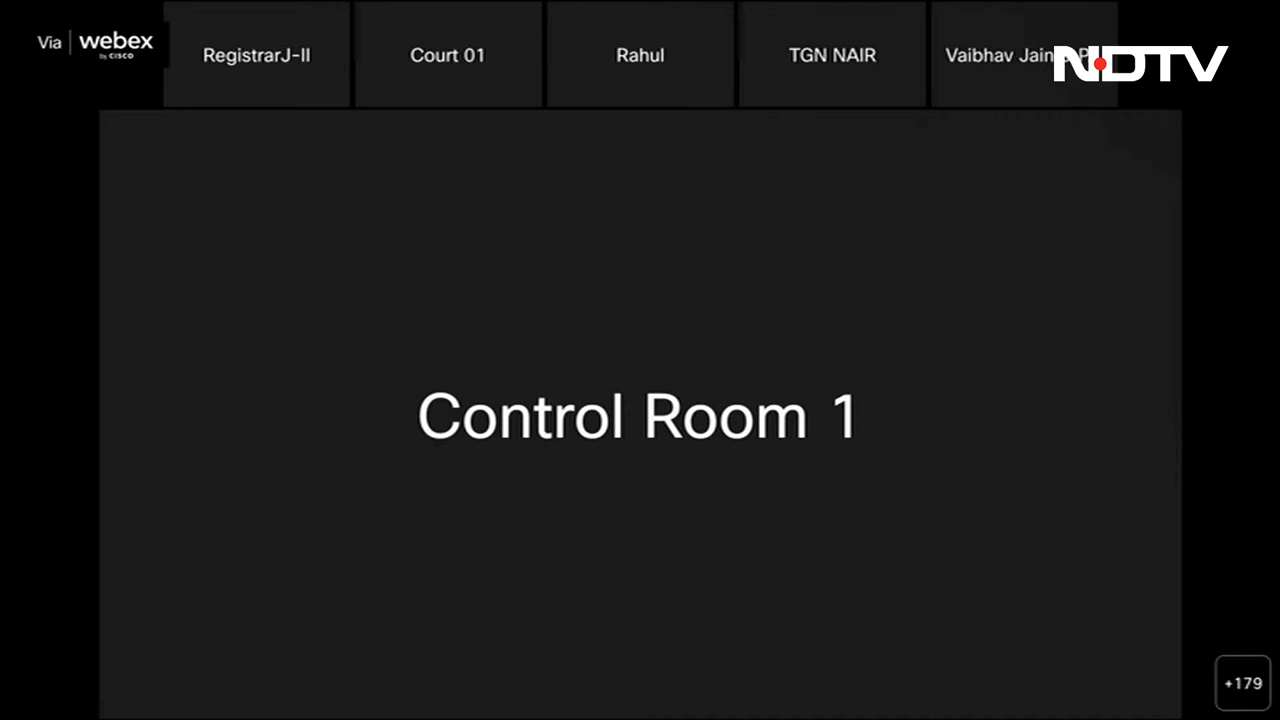 Via webex
by CISCO
RegistrarJ-II
Court 01
Rahul
TGN NAIR
Vaibhav Jain
NDTV
Control Room 1
+179